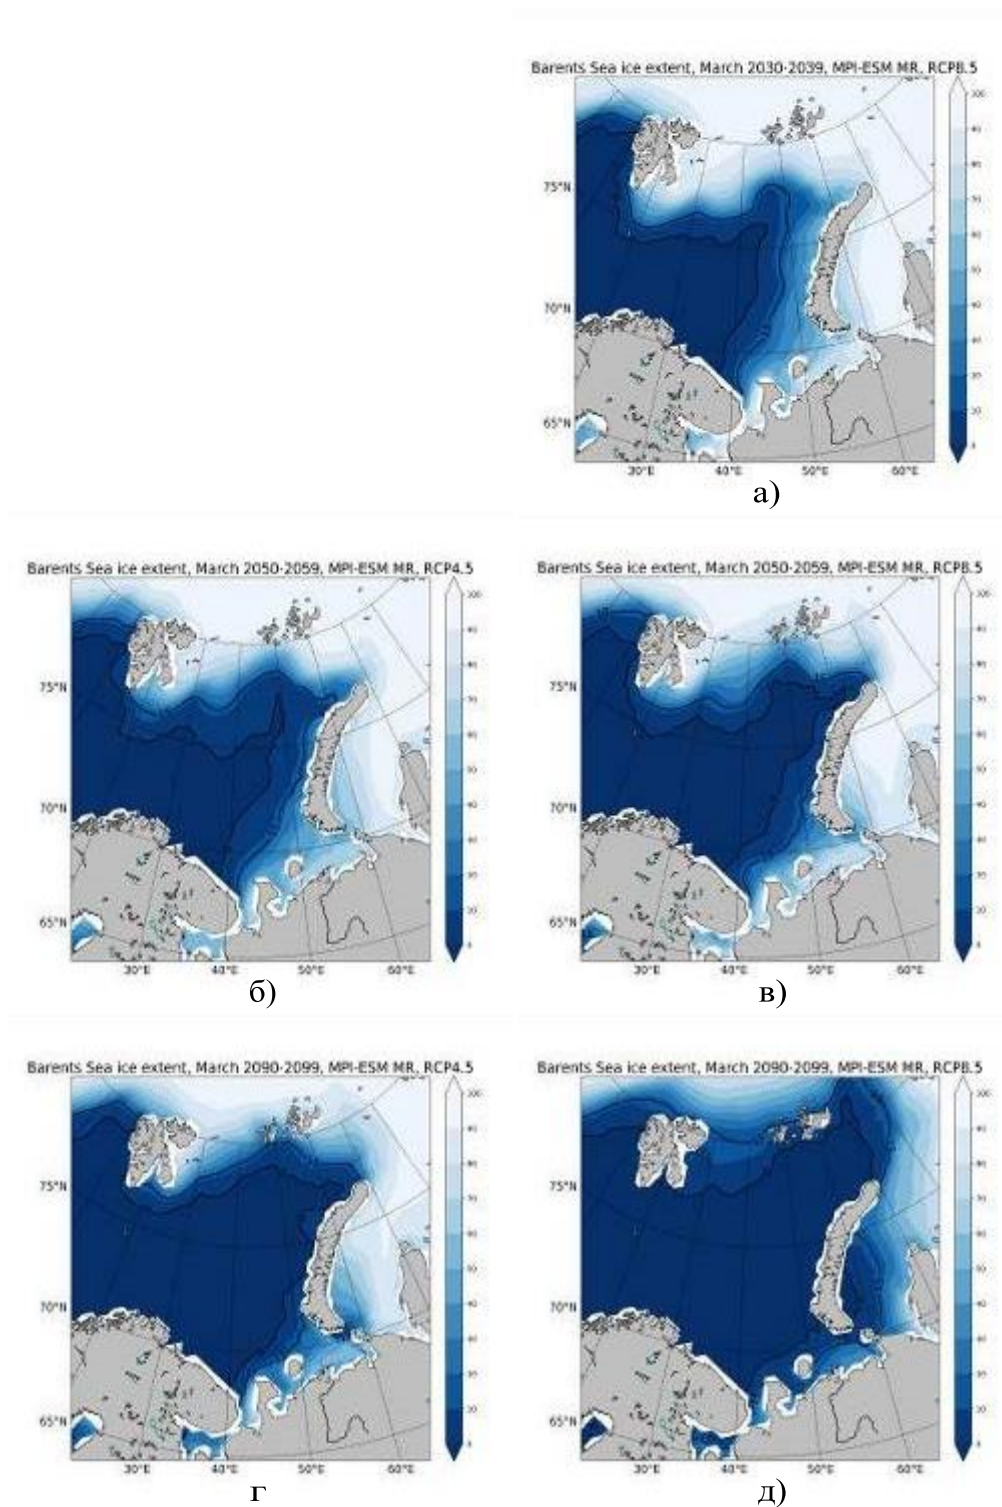 Barents Sea ice extent, March 2030-2039, MPI-ESM MR, RCP8.5
75°N
70°N
65°N
30°E 40°E 50°E 60°E
а)
Barents Sea ice extent, March 2050-2059, MPI-ESM MR, RCP4.5
75°N
70°N
65°N
30°E 40°E 50°E 60°E
б)
Barents Sea ice extent, March 2050-2059, MPI-ESM MR, RCP8.5
75°N
70°N
65°N
30°E 40°E 50°E 60°E
в)
Barents Sea ice extent, March 2090-2099, MPI-ESM MR, RCP4.5
75°N
70°N
65°N
30°E 40°E 50°E 60°E
г
Barents Sea ice extent, March 2090-2099, MPI-ESM MR, RCP8.5
75°N
70°N
65°N
30°E 40°E 50°E 60°E
д)